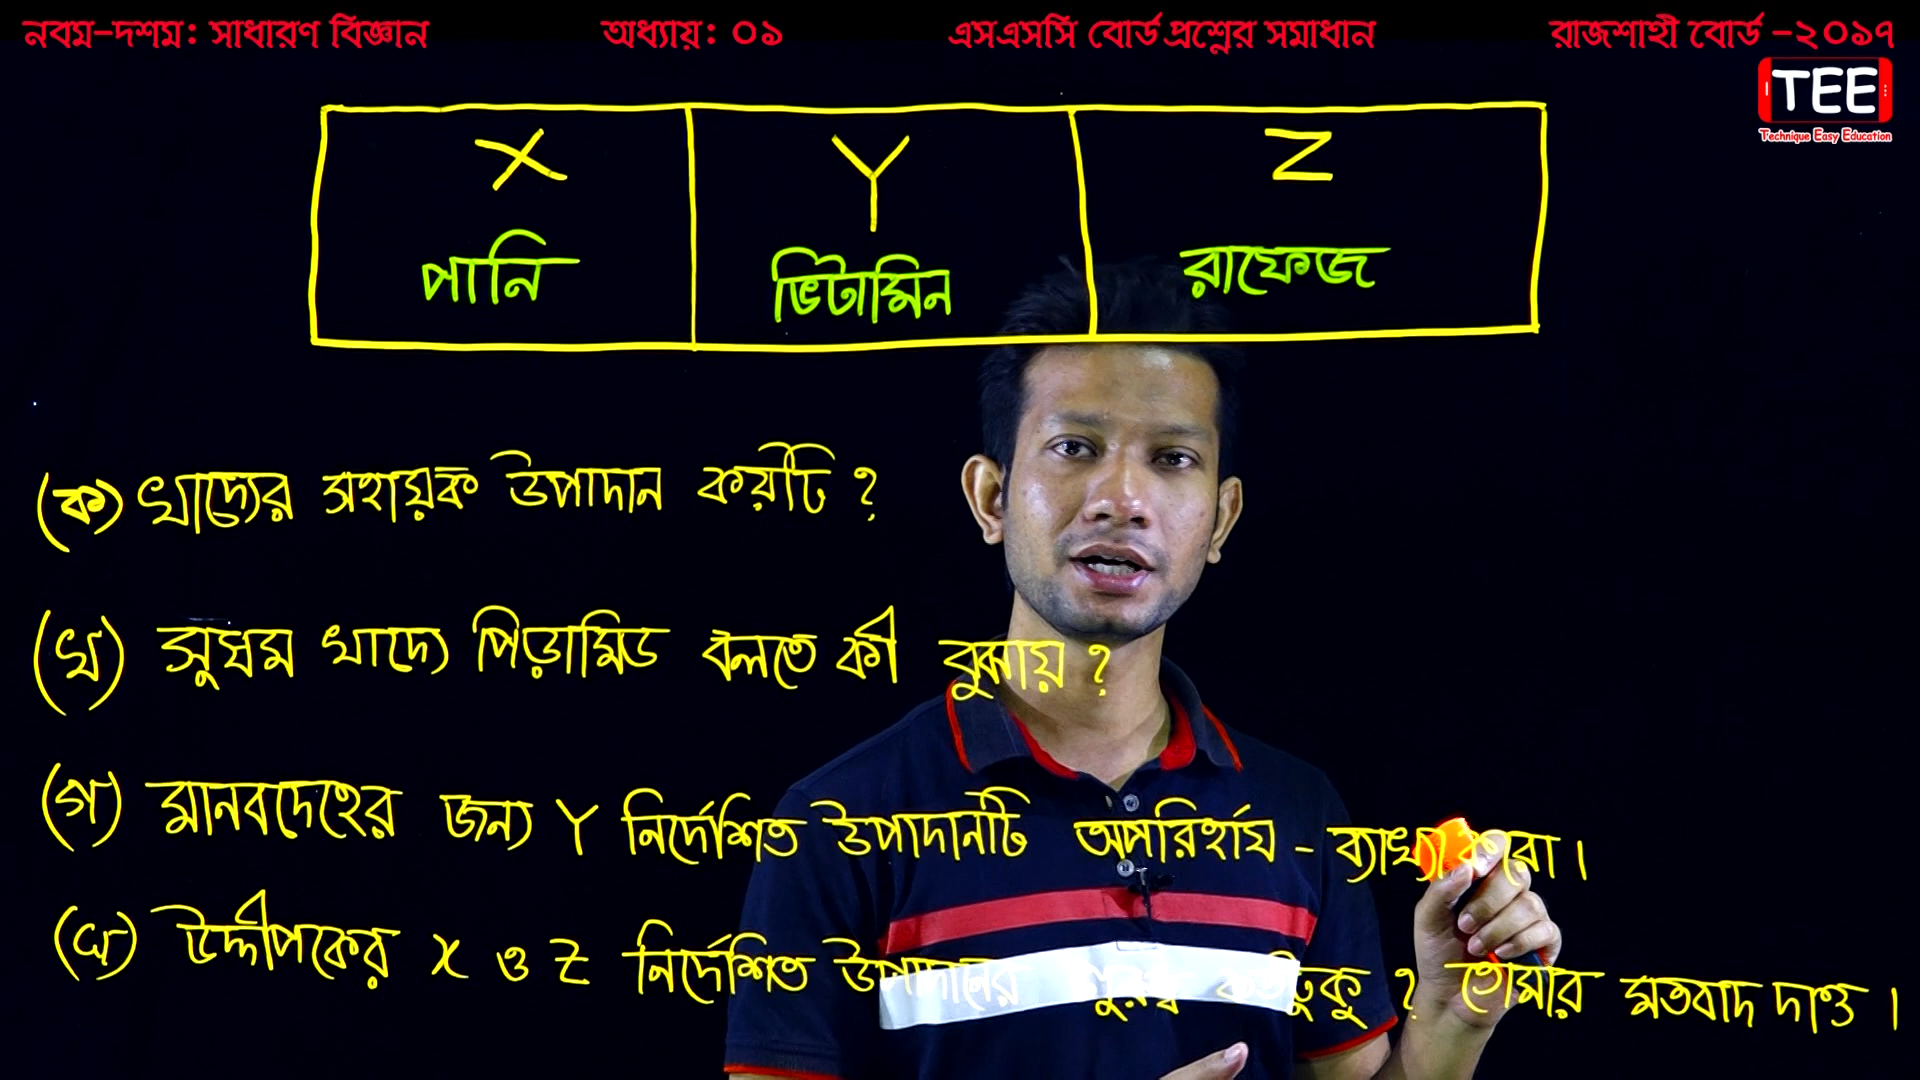 নবম-দশম: সাধারণ বিজ্ঞান অধ্যায়: ০১ এসএসসি বোর্ড প্রশ্নের সমাধান রাজশাহী বোর্ড -২০১৭
TEE
Technique Easy Education
X Y Z
পানি ভিটামিন রাফেজ
(ক) খাদ্যের সহায়ক উপাদান কয়টি ?
(খ) সুষম খাদ্যে পিড়ামিড বলতে কী বুঝায় ?
(গ) মানবদেহের জন্য Y নির্দেশিত উপাদানটি অপরির্হায - ব্যাখ্যা করো ।
(ঘ) উদ্দীপকের X ও Z নির্দেশিত উপাদানের গুরুত্ব কতটুকু ? তোমার মতবাদ দাও ।